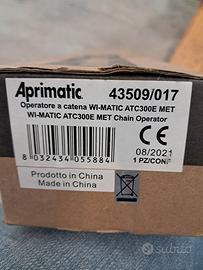 Aprimatic 43509/017
Operatore a catena WI-MATIC ATC300E MET
WI-MATIC ATC300E MET Chain Operator
CE
08/2021
8 032434 055884
1 PZ/CONF
Prodotto in China
Made in China
subito